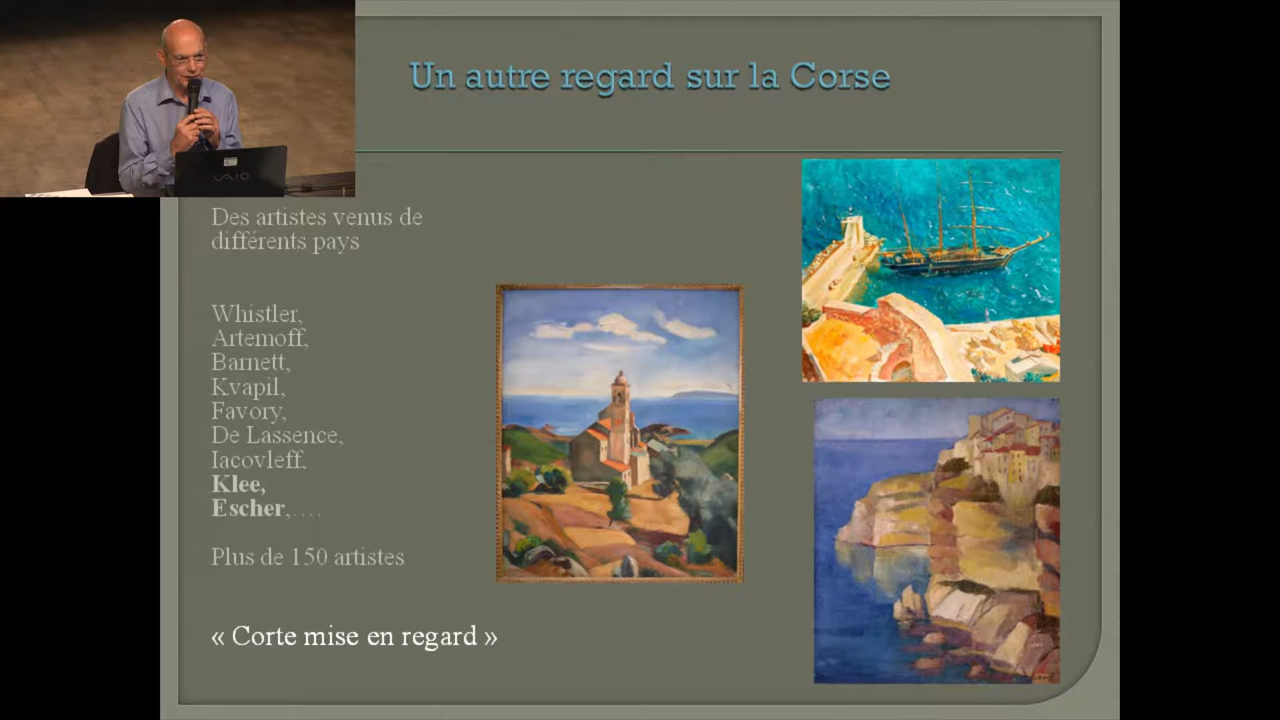 Un autre regard sur la Corse
VAIO
Des artistes venus de
différents pays
Whistler,
Artemoff,
Barnett,
Kvapil,
Favory,
De Lassence,
Iacovleff,
Klee,
Escher,….
Plus de 150 artistes
« Corte mise en regard »